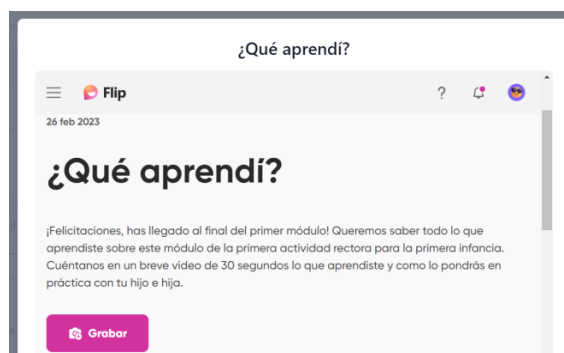 ¿Qué aprendí?
Flip
?
26 feb 2023
¿Qué aprendí?
¡Felicitaciones, has llegado al final del primer módulo! Queremos saber todo lo que
aprendiste sobre este módulo de la primera actividad rectora para la primera infancia.
Cuéntanos en un breve video de 30 segundos lo que aprendiste y como lo pondrás en
práctica con tu hijo e hija.
Grabar